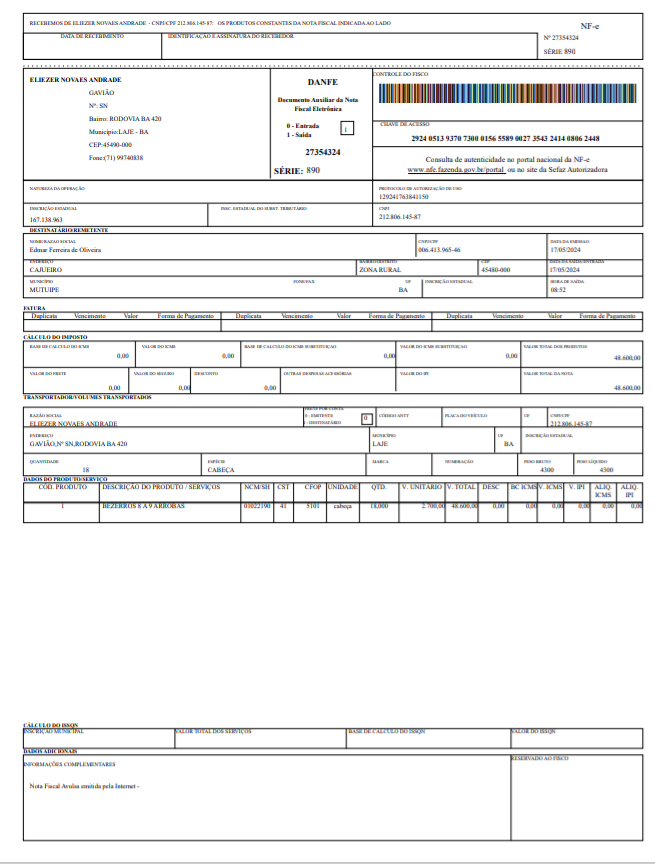 RECEBEMOS DE ELIEZER NOVAES ANDRADE - CNPJ/CPF 212.806.145-87: OS PRODUTOS CONSTANTES DA NOTA FISCAL INDICADA AO LADO
NF-e
DATA DE RECEBIMENTO IDENTIFICAÇÃO E ASSINATURA DO RECEBEDOR
Nº 27354324
SÉRIE 890
ELIEZER NOVAES ANDRADE
GAVIÃO
Nº: SN
Bairro: RODOVIA BA 420
Município:LAJE - BA
CEP:45490-000
Fone:(71) 99740838
DANFE
Documento Auxiliar da Nota
Fiscal Eletrônica
0 - Entrada
1 - Saída
1
27354324
SÉRIE: 890
CONTROLE DO FISCO
CHAVE DE ACESSO
2924 0513 9370 7300 0156 5589 0027 3543 2414 0806 2448
Consulta de autenticidade no portal nacional da NF-e
www.nfe.fazenda.gov.br/portal ou no site da Sefaz Autorizadora
NATUREZA DA OPERAÇÃO PROTOCOLO DE AUTORIZAÇÃO DE USO
129241763841150
INSCRIÇÃO ESTADUAL INSC. ESTADUAL DO SUBST. TRIBUTÁRIO CNPJ
167.138.963 212.806.145-87
DESTINATÁRIO/REMETENTE
NOME/RAZAO SOCIAL CNPJ/CPF DATA DA EMISSAO
Edmar Ferreira de Oliveira 006.413.965-46 17/05/2024
ENDEREÇO BAIRRO/DISTRITO CEP DATA DA SAÍDA/ENTRADA
CAJUEIRO ZONA RURAL 45480-000 17/05/2024
MUNICÍPIO FONE/FAX UF INSCRIÇÃO ESTADUAL HORA DE SAÍDA
MUTUIPE BA 08:52
FATURA
Duplicata Vencimento Valor Forma de Pagamento Duplicata Vencimento Valor Forma de Pagamento Duplicata Vencimento Valor Forma de Pagamento
CÁLCULO DO IMPOSTO
BASE DE CALCULO DO ICMS VALOR DO ICMS BASE DE CALCULO DO ICMS SUBSTITUIÇAO VALOR DO ICMS SUBSTITUIÇAO VALOR TOTAL DOS PRODUTOS
0,00 0,00 0,00 0,00 48.600,00
VALOR DO FRETE VALOR DO SEGURO DESCONTO OUTRAS DESPESAS ACESSÓRIAS VALOR DO IPI VALOR TOTAL DA NOTA
0,00 0,00 0,00 48.600,00
TRANSPORTADOR/VOLUMES TRANSPORTADOS
RAZÃO SOCIAL FRETE POR CONTA CÓDIGO ANTT PLACA DO VEÍCULO UF CNPJ/CPF
0 - EMITENTE
1 - DESTINATÁRIO
0
ELIEZER NOVAES ANDRADE 212.806.145-87
ENDEREÇO MUNICÍPIO UF INSCRIÇÃO ESTADUAL
GAVIÃO,Nº SN,RODOVIA BA 420 LAJE BA
QUANTIDADE ESPÉCIE MARCA NUMERAÇÃO PESO BRUTO PESO LÍQUIDO
18 CABEÇA 4300 4300
DADOS DO PRODUTO/SERVIÇO
CÓD. PRODUTO DESCRIÇÃO DO PRODUTO / SERVIÇOS NCM/SH CST CFOP UNIDADE QTD. V. UNITÁRIO V. TOTAL DESC BC ICMS V. ICMS V. IPI ALIQ. ICMS ALIQ. IPI
1 BEZERROS 8 A 9 ARROBAS 01022190 41 5101 cabeça 18,000 2.700,00 48.600,00 0,00 0,00 0,00 0,00 0,00 0,00
CÁLCULO DO ISSQN
INSCRIÇÃO MUNICIPAL VALOR TOTAL DOS SERVIÇOS BASE DE CALCULO DO ISSQN VALOR DO ISSQN
DADOS ADICIONAIS
INFORMAÇÕES COMPLEMENTARES RESERVADO AO FISCO
Nota Fiscal Avulsa emitida pela Internet -